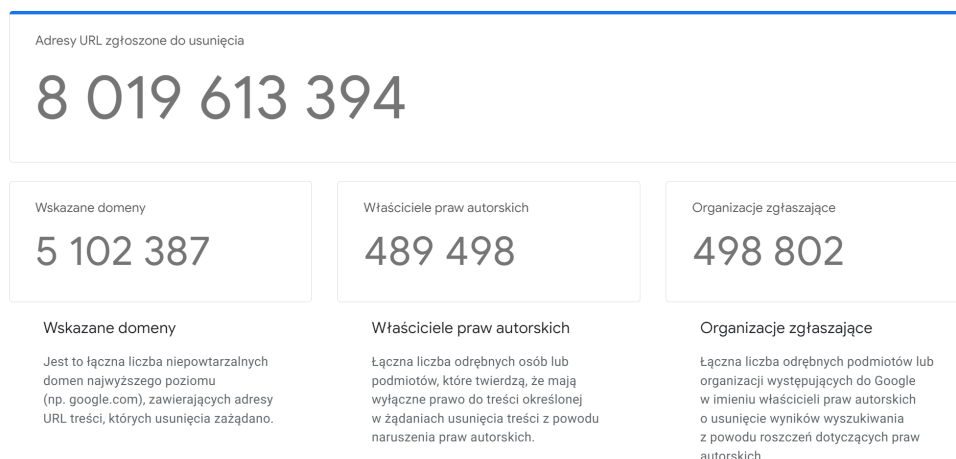 Adresy URL zgłoszone do usunięcia
8 019 613 394
Wskazane domeny
5 102 387
Właściciele praw autorskich
489 498
Organizacje zgłaszające
498 802
Wskazane domeny
Jest to łączna liczba niepowtarzalnych
domen najwyższego poziomu
(np. google.com), zawierających adresy
URL treści, których usunięcia zażądano.
Właściciele praw autorskich
Łączna liczba odrębnych osób lub
podmiotów, które twierdzą, że mają
wyłączne prawo do treści określonej
w żądaniach usunięcia treści z powodu
naruszenia praw autorskich.
Organizacje zgłaszające
Łączna liczba odrębnych podmiotów lub
organizacji występujących do Google
w imieniu właścicieli praw autorskich
o usunięcie wyników wyszukiwania
z powodu roszczeń dotyczących praw
autorskich